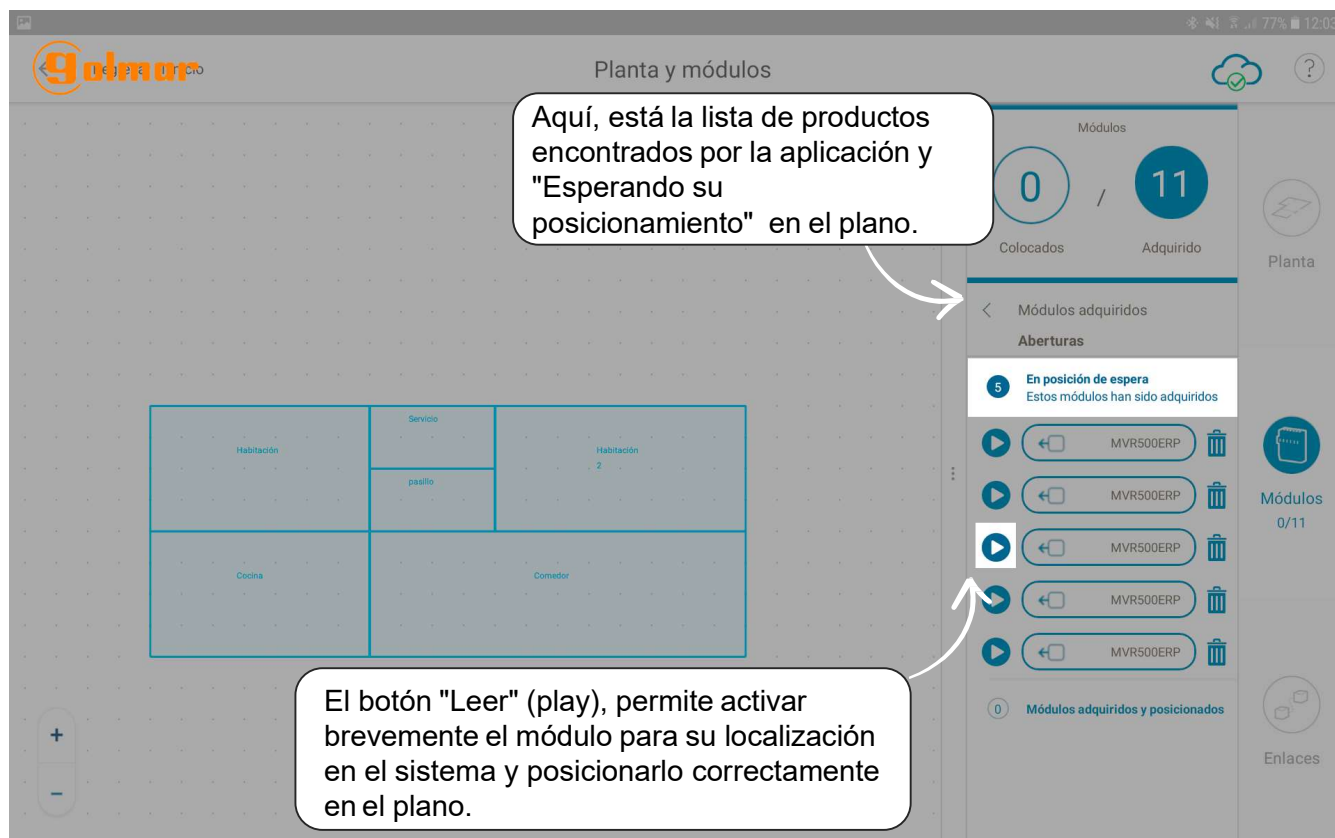 77% 12:03
golmar
Planta y módulos
?
Aquí, está la lista de productos
encontrados por la aplicación y
"Esperando su
posicionamiento" en el plano.
Módulos
0 / 11
Colocados Adquirido
Planta
Módulos adquiridos
Aberturas
5 En posición de espera
Estos módulos han sido adquiridos
MVR500ERP
MVR500ERP
MVR500ERP
MVR500ERP
MVR500ERP
0 Módulos adquiridos y posicionados
Módulos
0/11
Enlaces
Habitación
Servicio
Habitación
2
pasillo
Cocina
Comedor
El botón "Leer" (play), permite activar
brevemente el módulo para su localización
en el sistema y posicionarlo correctamente
en el plano.
+
−